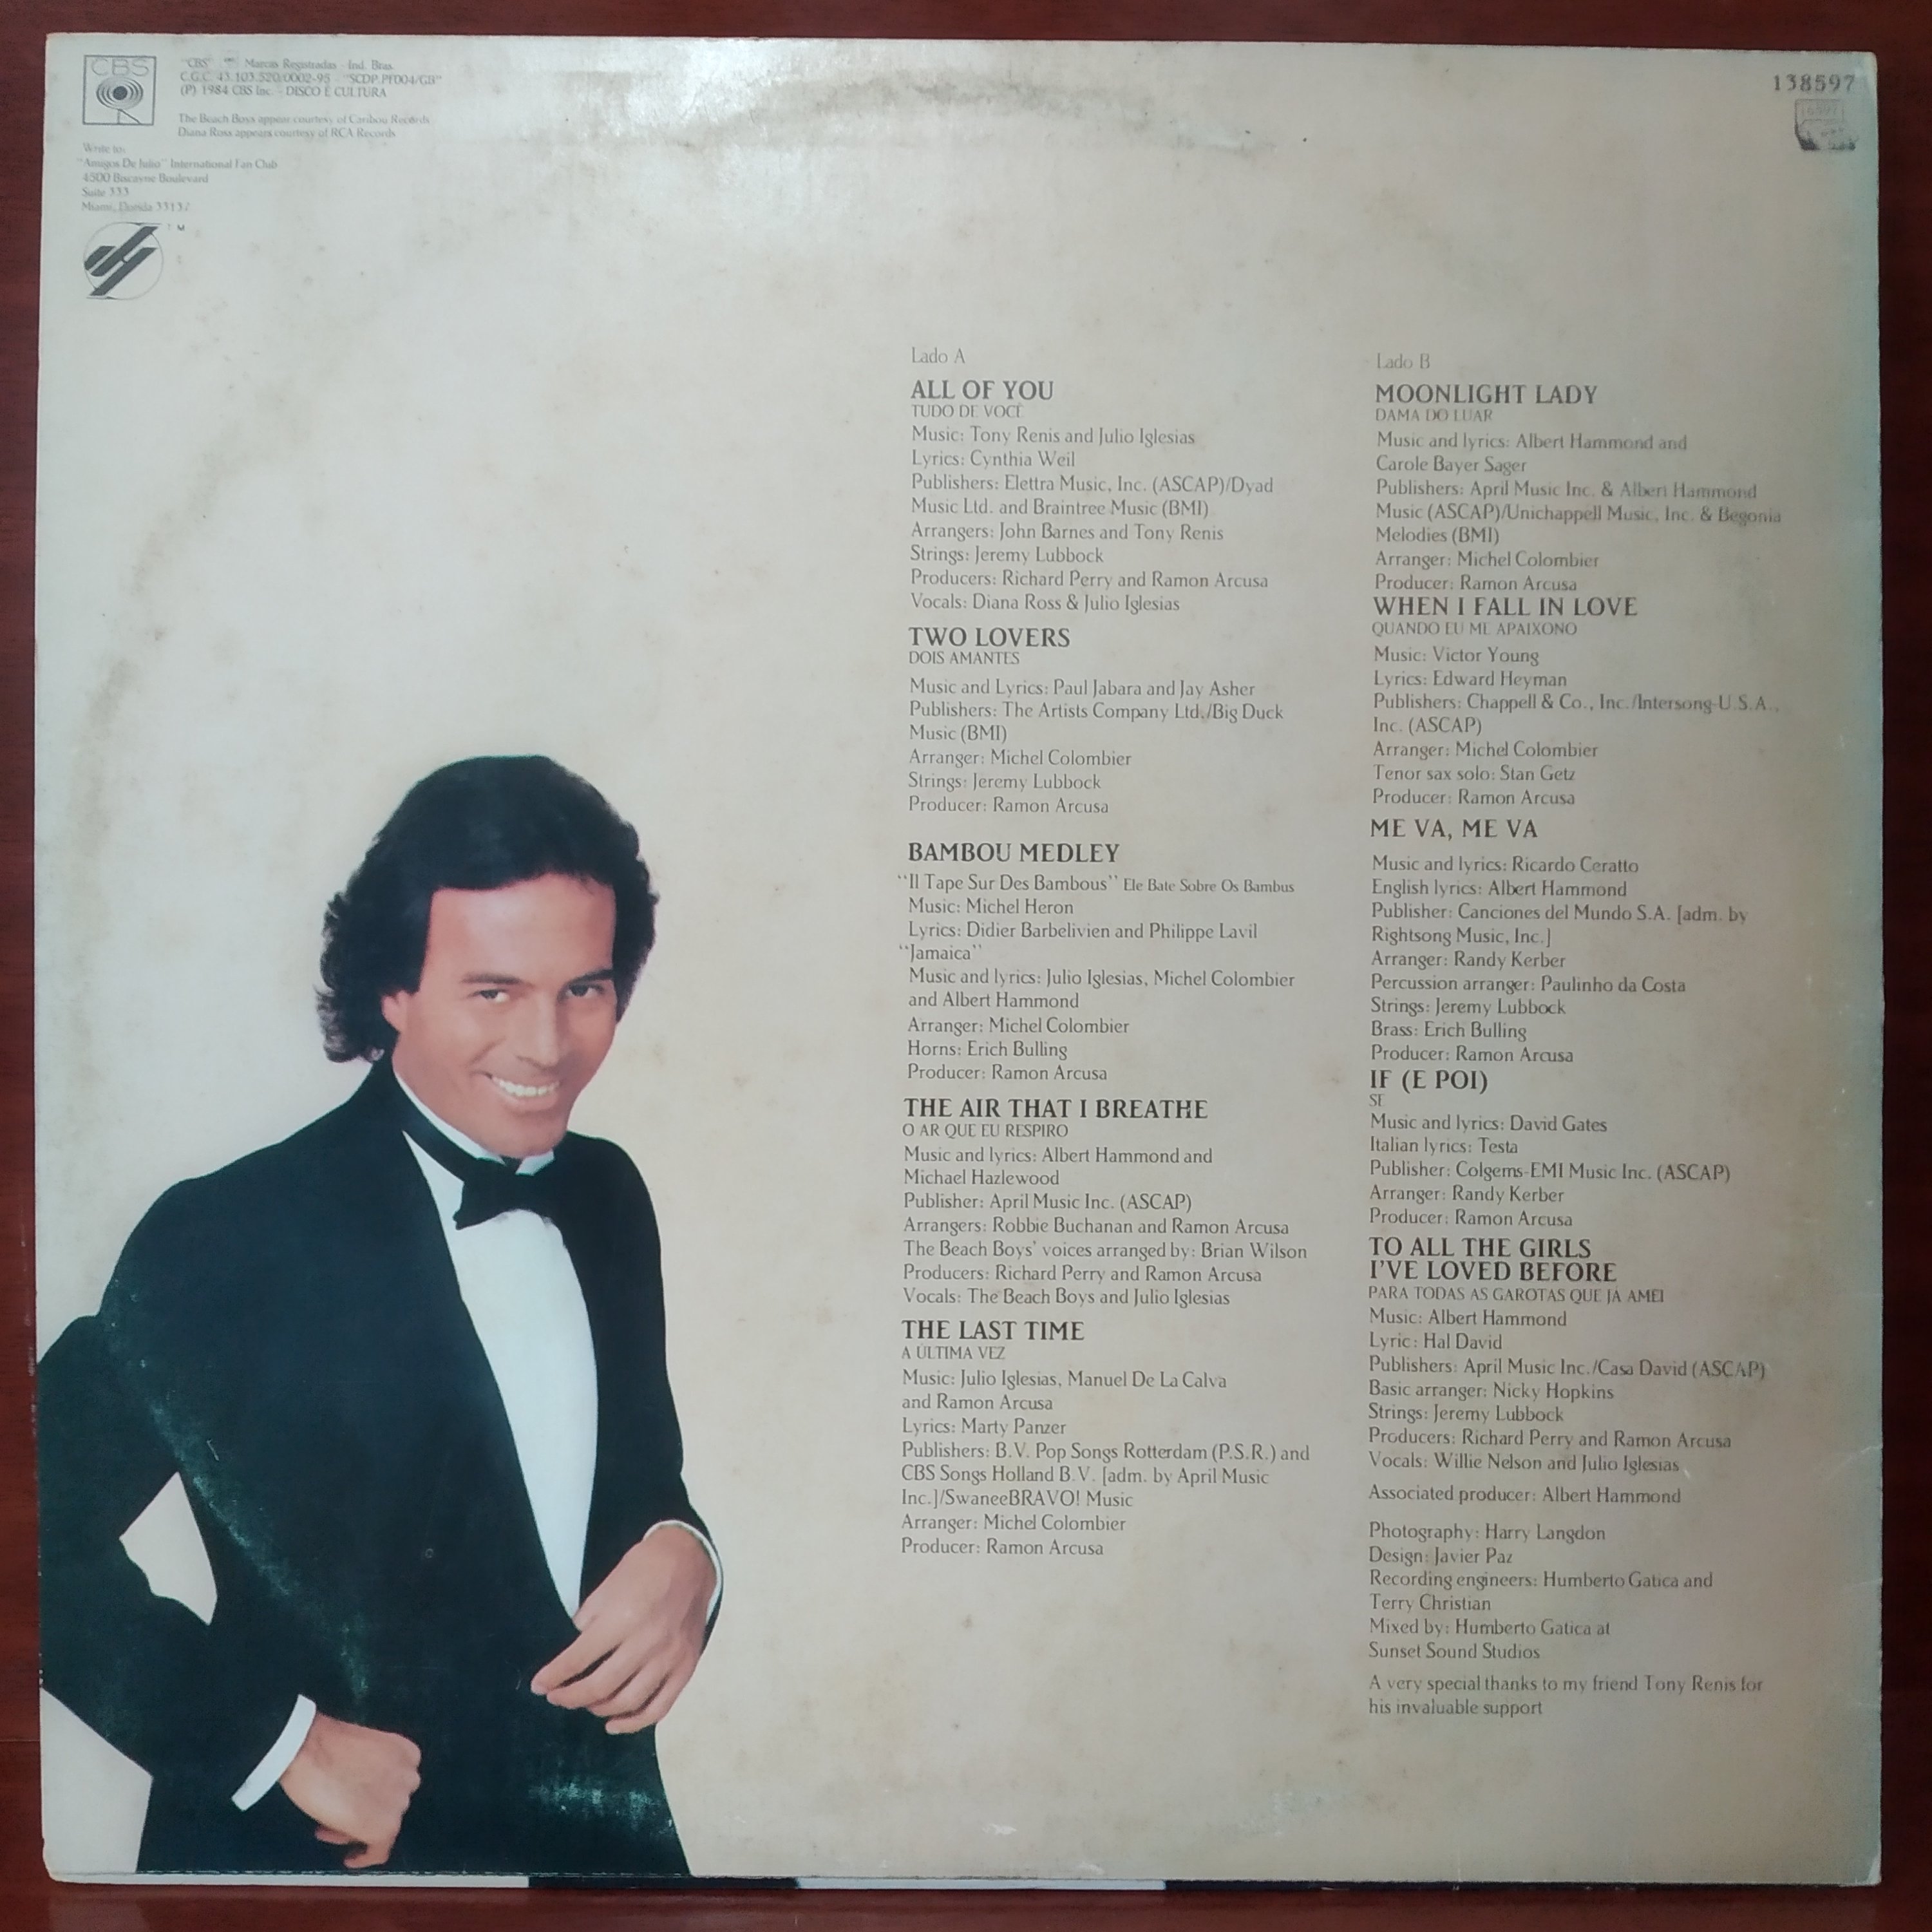 CBS
"CBS" Marcas Registradas - Ind. Bras.
C.G.C. 43.103.520/0002-95 "SCDP.PF004/GB"
(P) 1984 CBS Inc. - DISCO É CULTURA
The Beach Boys appear courtesy of Caribou Records
Diana Ross appears courtesy of RCA Records
Write to:
"Amigos De Julio" International Fan Club
4500 Biscayne Boulevard
Suite 333
Miami, Florida 33137
TM
138597
Lado A
ALL OF YOU
TUDO DE VOCÊ
Music: Tony Renis and Julio Iglesias
Lyrics: Cynthia Weil
Publishers: Elettra Music, Inc. (ASCAP)/Dyad
Music Ltd. and Braintree Music (BMI)
Arrangers: John Barnes and Tony Renis
Strings: Jeremy Lubbock
Producers: Richard Perry and Ramon Arcusa
Vocals: Diana Ross & Julio Iglesias
TWO LOVERS
DOIS AMANTES
Music and Lyrics: Paul Jabara and Jay Asher
Publishers: The Artists Company Ltd./Big Duck
Music (BMI)
Arranger: Michel Colombier
Strings: Jeremy Lubbock
Producer: Ramon Arcusa
BAMBOU MEDLEY
"Il Tape Sur Des Bambous" Ele Bate Sobre Os Bambus
Music: Michel Heron
Lyrics: Didier Barbelivien and Philippe Lavil
"Jamaica"
Music and lyrics: Julio Iglesias, Michel Colombier
and Albert Hammond
Arranger: Michel Colombier
Horns: Erich Bulling
Producer: Ramon Arcusa
THE AIR THAT I BREATHE
O AR QUE EU RESPIRO
Music and lyrics: Albert Hammond and
Michael Hazlewood
Publisher: April Music Inc. (ASCAP)
Arrangers: Robbie Buchanan and Ramon Arcusa
The Beach Boys' voices arranged by: Brian Wilson
Producers: Richard Perry and Ramon Arcusa
Vocals: The Beach Boys and Julio Iglesias
THE LAST TIME
A ÚLTIMA VEZ
Music: Julio Iglesias, Manuel De La Calva
and Ramon Arcusa
Lyrics: Marty Panzer
Publishers: B.V. Pop Songs Rotterdam (P.S.R.) and
CBS Songs Holland B.V. [adm. by April Music
Inc.]/SwaneeBRAVO! Music
Arranger: Michel Colombier
Producer: Ramon Arcusa
Lado B
MOONLIGHT LADY
DAMA DO LUAR
Music and lyrics: Albert Hammond and
Carole Bayer Sager
Publishers: April Music Inc. & Albert Hammond
Music (ASCAP)/Unichappell Music, Inc. & Begonia
Melodies (BMI)
Arranger: Michel Colombier
Producer: Ramon Arcusa
WHEN I FALL IN LOVE
QUANDO EU ME APAIXONO
Music: Victor Young
Lyrics: Edward Heyman
Publishers: Chappell & Co., Inc./Intersong-U.S.A.,
Inc. (ASCAP)
Arranger: Michel Colombier
Tenor sax solo: Stan Getz
Producer: Ramon Arcusa
ME VA, ME VA
Music and lyrics: Ricardo Ceratto
English lyrics: Albert Hammond
Publisher: Canciones del Mundo S.A. [adm. by
Rightsong Music, Inc.]
Arranger: Randy Kerber
Percussion arranger: Paulinho da Costa
Strings: Jeremy Lubbock
Brass: Erich Bulling
Producer: Ramon Arcusa
IF (E POI)
SE
Music and lyrics: David Gates
Italian lyrics: Testa
Publisher: Colgems-EMI Music Inc. (ASCAP)
Arranger: Randy Kerber
Producer: Ramon Arcusa
TO ALL THE GIRLS
I'VE LOVED BEFORE
PARA TODAS AS GAROTAS QUE JÁ AMEI
Music: Albert Hammond
Lyric: Hal David
Publishers: April Music Inc./Casa David (ASCAP)
Basic arranger: Nicky Hopkins
Strings: Jeremy Lubbock
Producers: Richard Perry and Ramon Arcusa
Vocals: Willie Nelson and Julio Iglesias
Associated producer: Albert Hammond
Photography: Harry Langdon
Design: Javier Paz
Recording engineers: Humberto Gatica and
Terry Christian
Mixed by: Humberto Gatica at
Sunset Sound Studios
A very special thanks to my friend Tony Renis for
his invaluable support